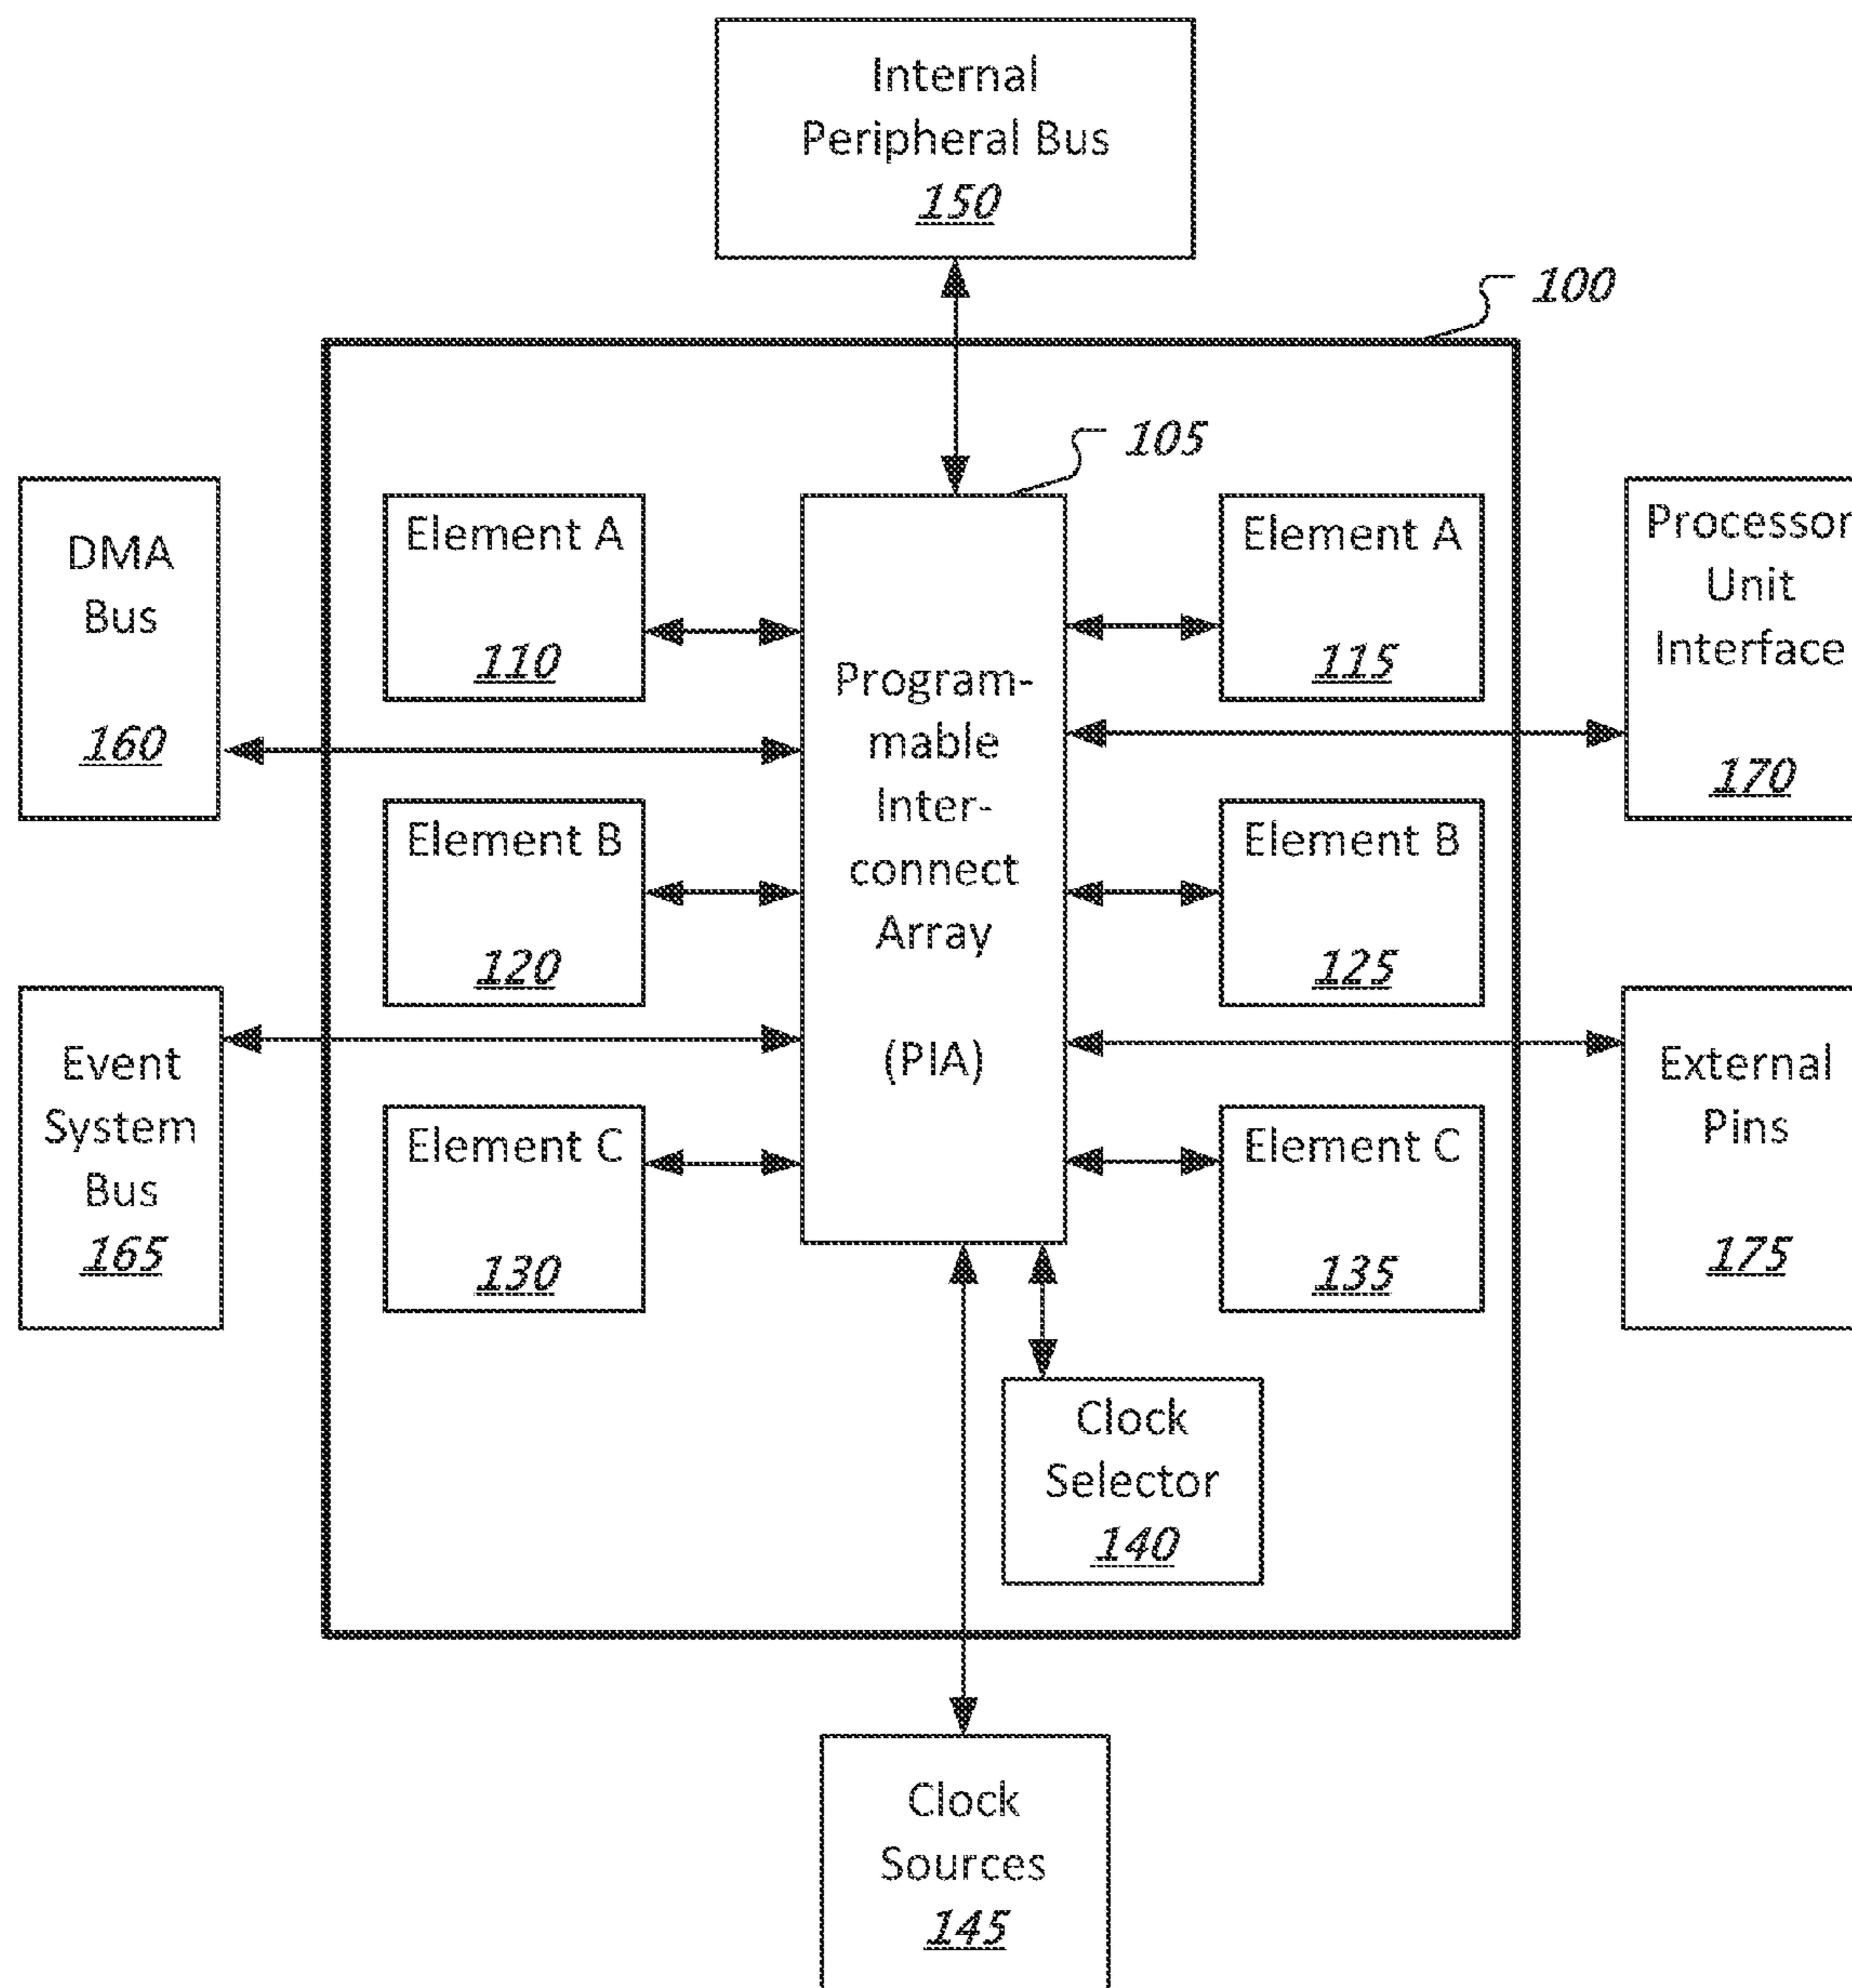 Internal
Peripheral Bus
150
100
105
DMA
Bus
160
Element A
110
Element A
115
Processor
Unit
Interface
170
Program-
mable
Inter-
connect
Array
(PIA)
Element B
120
Element B
125
Event
System
Bus
165
External
Pins
175
Element C
130
Element C
135
Clock
Selector
140
Clock
Sources
145